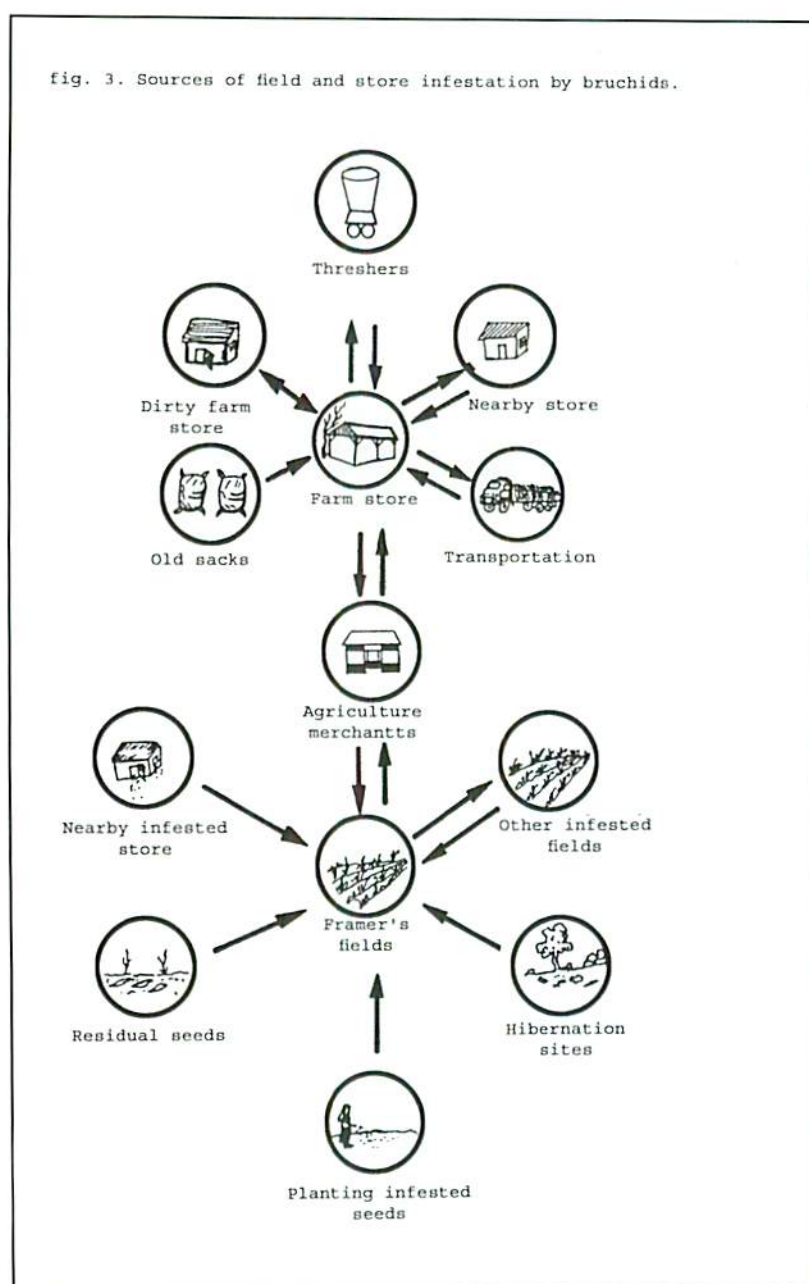 fig. 3. Sources of field and store infestation by bruchids.
Threshers
Dirty farm
store
Nearby store
Farm store
Old sacks
Transportation
Agriculture
merchantts
Nearby infested
store
Other infested
fields
Framer's
fields
Residual seeds
Hibernation
sites
Planting infested
seeds